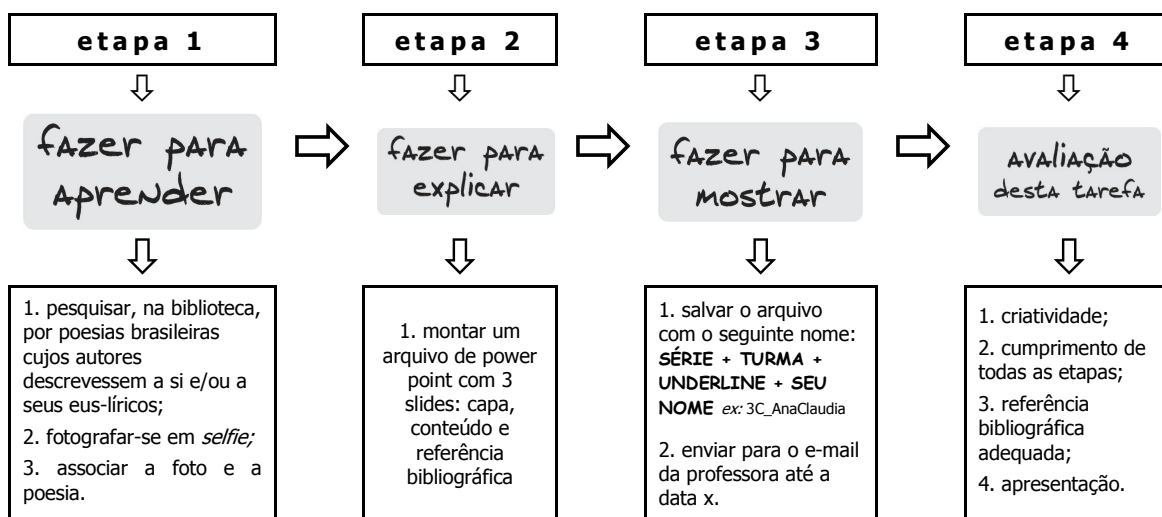 etapa 1
fazer para
aprender
1. pesquisar, na biblioteca,
por poesias brasileiras
cujos autores
descrevessem a si e/ou a
seus eus-líricos;
2. fotografar-se em selfie;
3. associar a foto e a
poesia.
etapa 2
fazer para
explicar
1. montar um
arquivo de power
point com 3
slides: capa,
conteúdo e
referência
bibliográfica
etapa 3
fazer para
mostrar
1. salvar o arquivo
com o seguinte nome:
SÉRIE + TURMA +
UNDERLINE + SEU
NOME ex: 3C_AnaClaudia
2. enviar para o e-mail
da professora até a
data x.
etapa 4
avaliação
desta tarefa
1. criatividade;
2. cumprimento de
todas as etapas;
3. referência
bibliográfica
adequada;
4. apresentação.